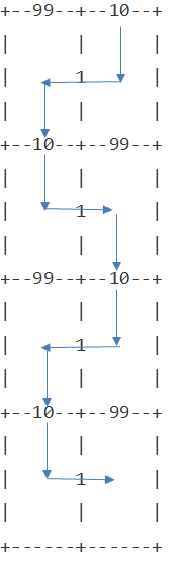 +--99--+--10--+
|      |      |
|      1      |
|      |      |
+--10--+--99--+
|      |      |
|      1      |
|      |      |
+--99--+--10--+
|      |      |
|      1      |
|      |      |
+--10--+--99--+
|      |      |
|      1      |
|      |      |
+------+------+